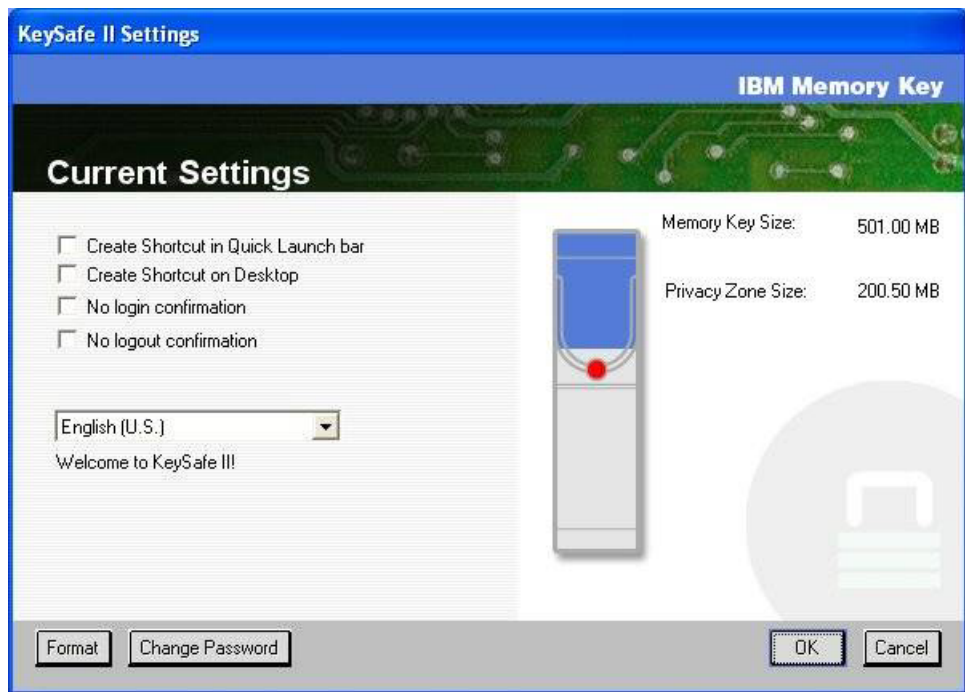 KeySafe II Settings
IBM Memory Key
Current Settings
Create Shortcut in Quick Launch bar
Create Shortcut on Desktop
No login confirmation
No logout confirmation
English (U.S.)
Welcome to KeySafe II!
Memory Key Size: 501.00 MB
Privacy Zone Size: 200.50 MB
Format
Change Password
OK
Cancel